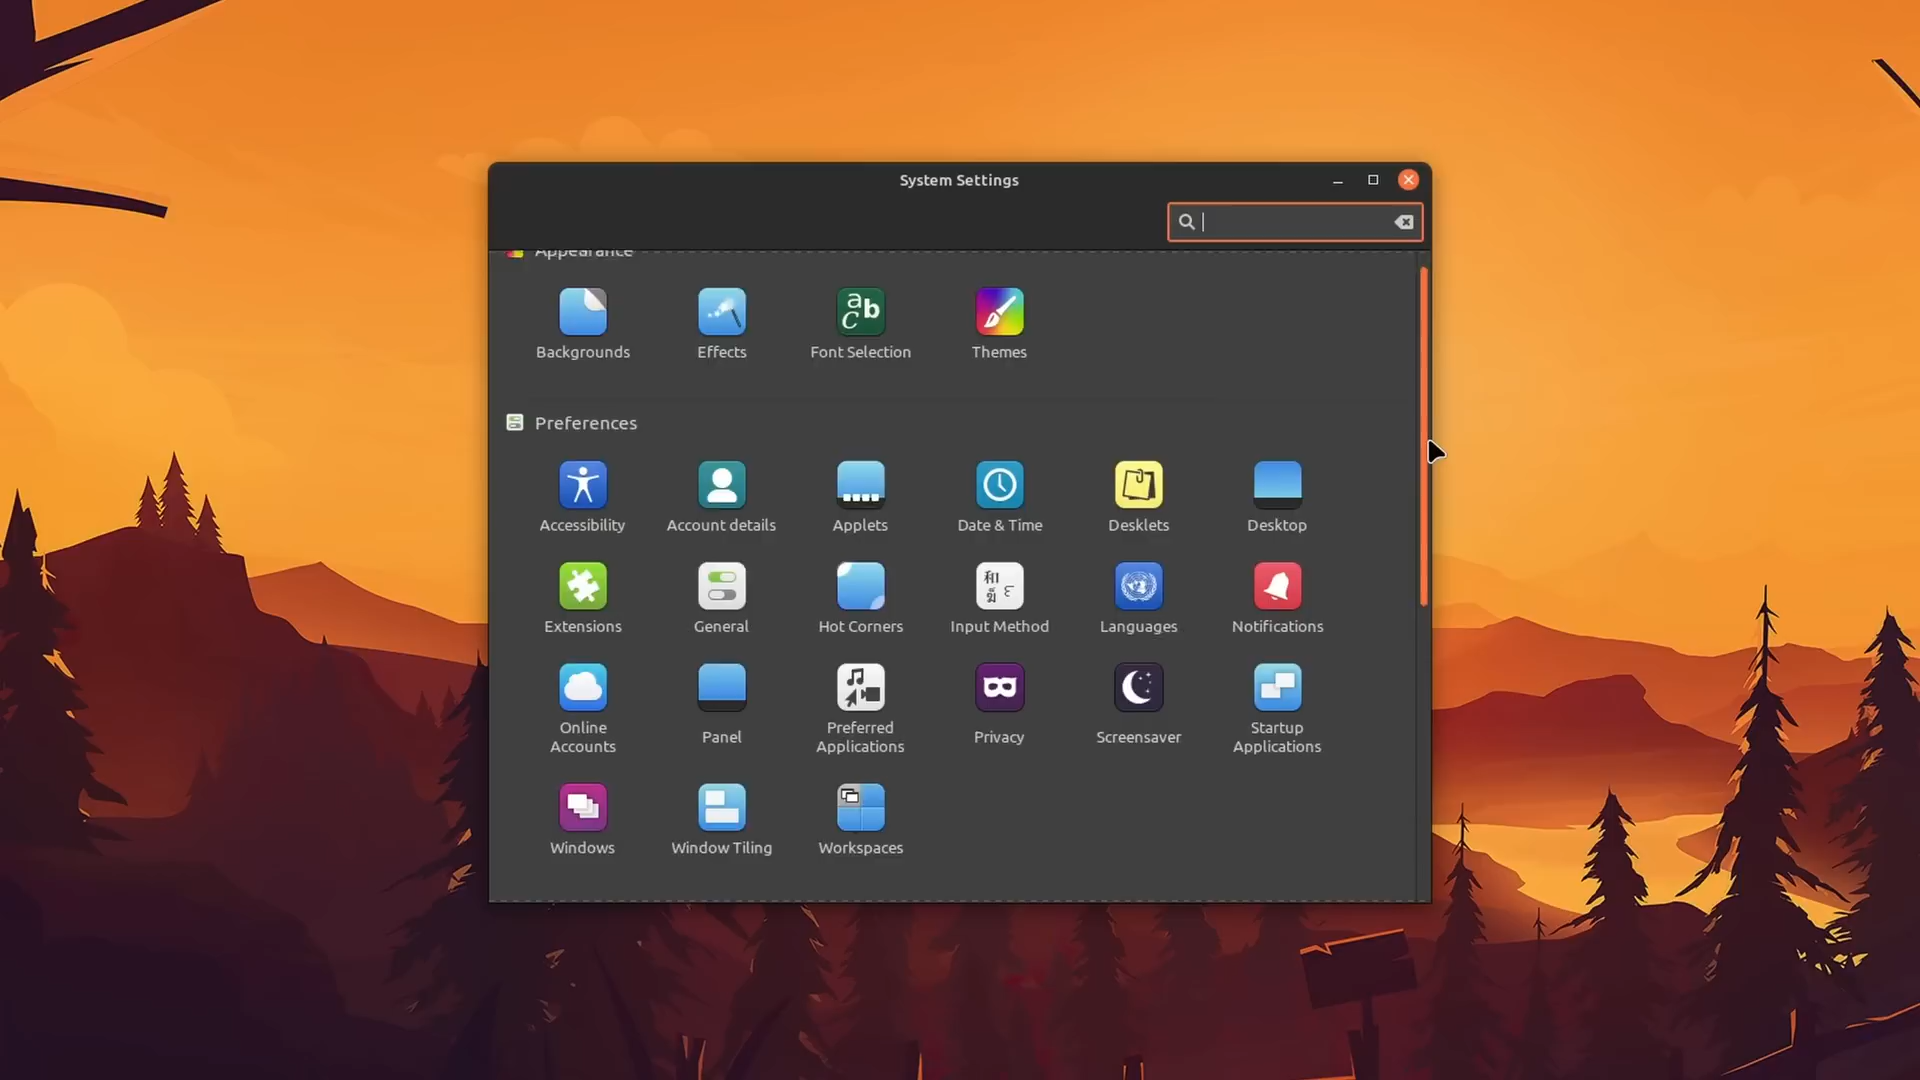 System Settings
Appearance
Backgrounds
Effects
Font Selection
Themes
Preferences
Accessibility
Account details
Applets
Date & Time
Desklets
Desktop
Extensions
General
Hot Corners
Input Method
Languages
Notifications
Online
Accounts
Panel
Preferred
Applications
Privacy
Screensaver
Startup
Applications
Windows
Window Tiling
Workspaces